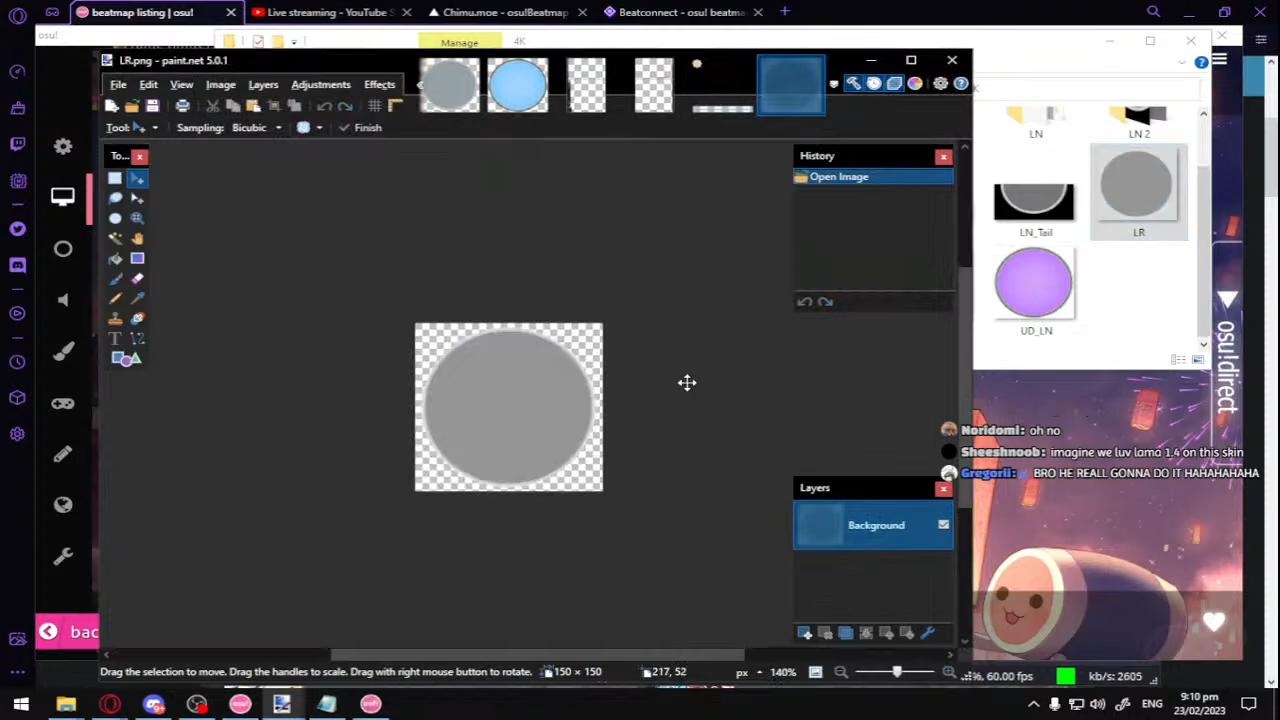 beatmap listing | osu!
Live streaming - YouTube S
Chimu.moe - osu!Beatmap
Beatconnect - osu! beatma
osu!
Manage
4K
LR.png - paint.net 5.0.1
File Edit View Image Layers Adjustments Effects
Tool: Sampling: Bicubic Finish
To...
History
Open Image
LN
LN 2
LN_Tail
LR
UD_LN
osu!direct
Noridomi: oh no
Sheeshnoob: imagine we luv lama 1,4 on this skin
Gregorii: BRO HE REALL GONNA DO IT HAHAHAHA
Layers
Background
bac
Drag the selection to move. Drag the handles to scale. Drag with right mouse button to rotate. 150 × 150 217, 52 px 140%
%, 60.00 fps kb/s: 2605
ENG
9:10 pm
23/02/2023